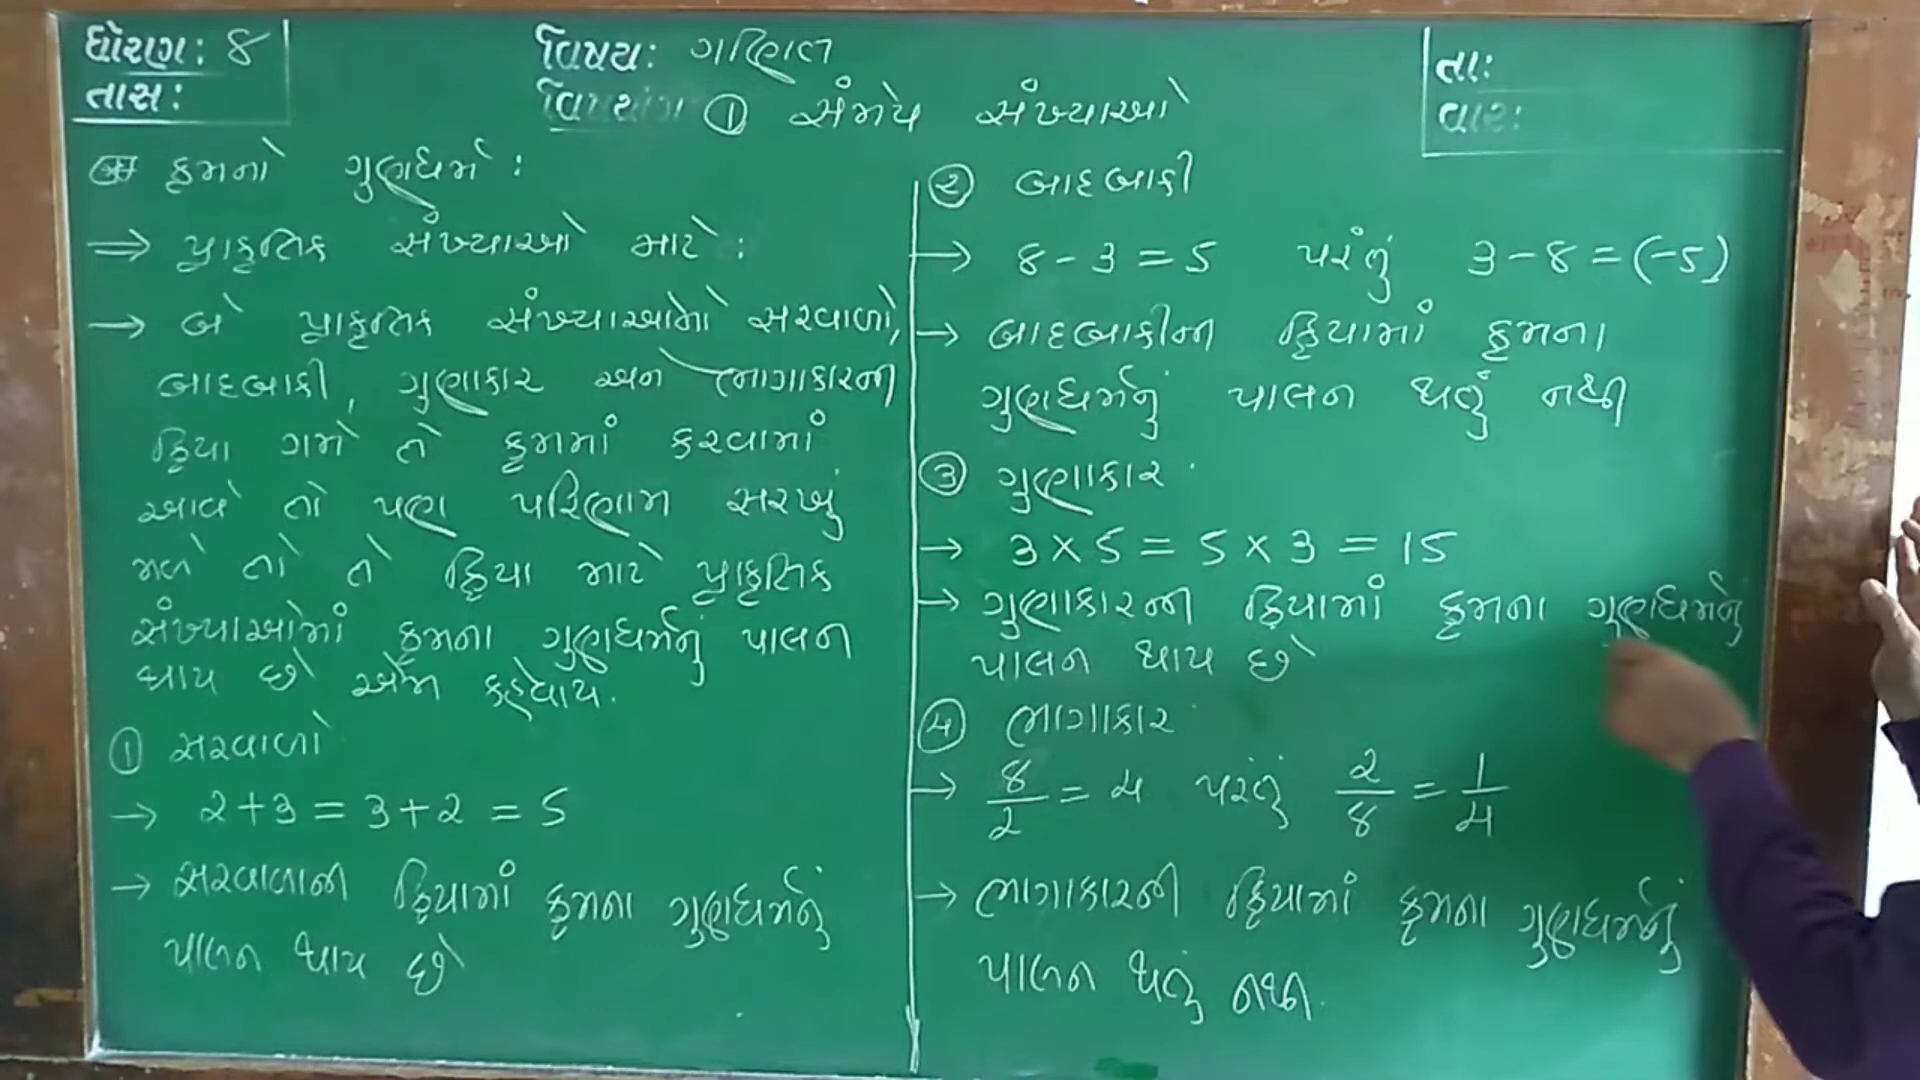 ધોરણ: ૮
તાસ:
વિષય: ગણિત
વિષયાંગ ① સંમેય સંખ્યાઓ
તા:
વાર:
ક્રમનો ગુણધર્મ :
⇒ પ્રાકૃતિક સંખ્યાઓ માટે :
→ બે પ્રાકૃતિક સંખ્યાઓનો સરવાળો,
બાદબાકી, ગુણાકાર અને ભાગાકારની
ક્રિયા ગમે તે ક્રમમાં કરવામાં
આવે તો પણ પરિણામ સરખું
મળે તો તે ક્રિયા માટે પ્રાકૃતિક
સંખ્યાઓમાં ક્રમના ગુણધર્મનું પાલન
થાય છે એમ કહેવાય.
① સરવાળો
→ 2 + 3 = 3 + 2 = 5
→ સરવાળાની ક્રિયામાં ક્રમના ગુણધર્મનું
પાલન થાય છે
② બાદબાકી
→ 8 - 3 = 5 પરંતુ 3 - 8 = (-5)
→ બાદબાકીની ક્રિયામાં ક્રમના
ગુણધર્મનું પાલન થતું નથી
③ ગુણાકાર
→ 3 × 5 = 5 × 3 = 15
→ ગુણાકારની ક્રિયામાં ક્રમના ગુણધર્મનું
પાલન થાય છે
④ ભાગાકાર
→ 8/2 = 4 પરંતુ 2/8 = 1/4
→ ભાગાકારની ક્રિયામાં ક્રમના ગુણધર્મનું
પાલન થતું નથી.